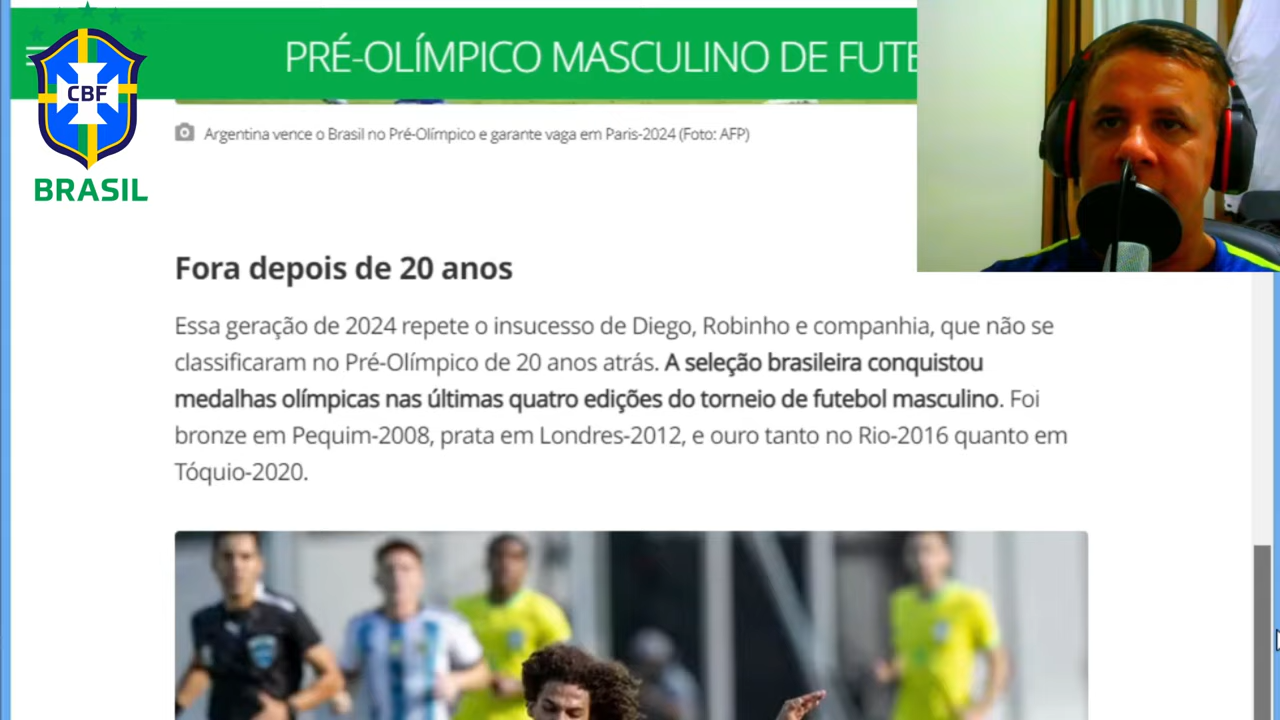 CBF
BRASIL
PRÉ-OLÍMPICO MASCULINO DE FUTE
Argentina vence o Brasil no Pré-Olímpico e garante vaga em Paris-2024 (Foto: AFP)
Fora depois de 20 anos
Essa geração de 2024 repete o insucesso de Diego, Robinho e companhia, que não se
classificaram no Pré-Olímpico de 20 anos atrás. A seleção brasileira conquistou
medalhas olímpicas nas últimas quatro edições do torneio de futebol masculino. Foi
bronze em Pequim-2008, prata em Londres-2012, e ouro tanto no Rio-2016 quanto em
Tóquio-2020.